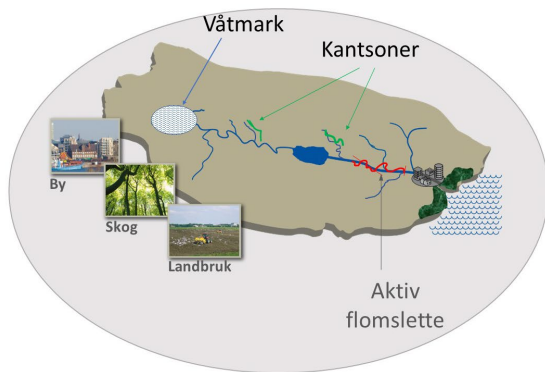 Våtmark
Kantsoner
By
Skog
Landbruk
Aktiv
flomslette